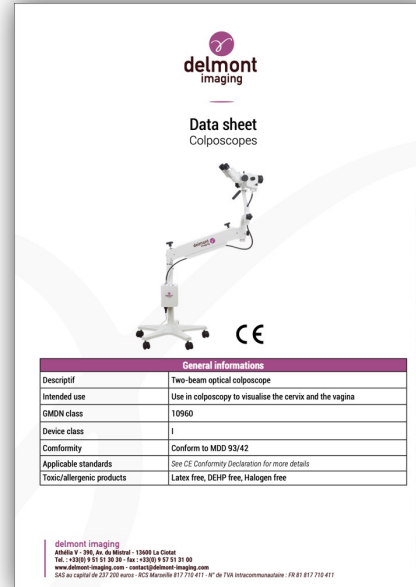 delmont
imaging
Data sheet
Colposcopes
delmont
CE
General informations
Descriptif Two-beam optical colposcope
Intended use Use in colposcopy to visualise the cervix and the vagina
GMDN class 10960
Device class I
Comformity Conform to MDD 93/42
Applicable standards See CE Conformity Declaration for more details
Toxic/allergenic products Latex free, DEHP free, Halogen free
delmont imaging
Athélia V - 390, Av. du Mistral - 13600 La Ciotat
Tel. : +33(0) 9 51 51 30 30 - fax : +33(0) 9 57 51 31 00
www.delmont-imaging.com - contact@delmont-imaging.com
SAS au capital de 237 200 euros - RCS Marseille 817 710 411 - N° de TVA Intracommunautaire : FR 81 817 710 411